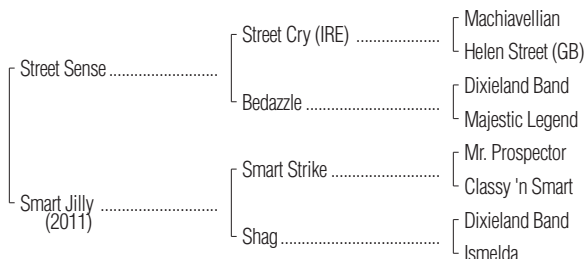 Machiavellian
Street Cry (IRE) ....................
Helen Street (GB)
Street Sense ..........................
Dixieland Band
Bedazzle ................................
Majestic Legend
Mr. Prospector
Smart Strike ..........................
Classy 'n Smart
Smart Jilly ............................
(2011)
Dixieland Band
Shag ......................................
Ismelda